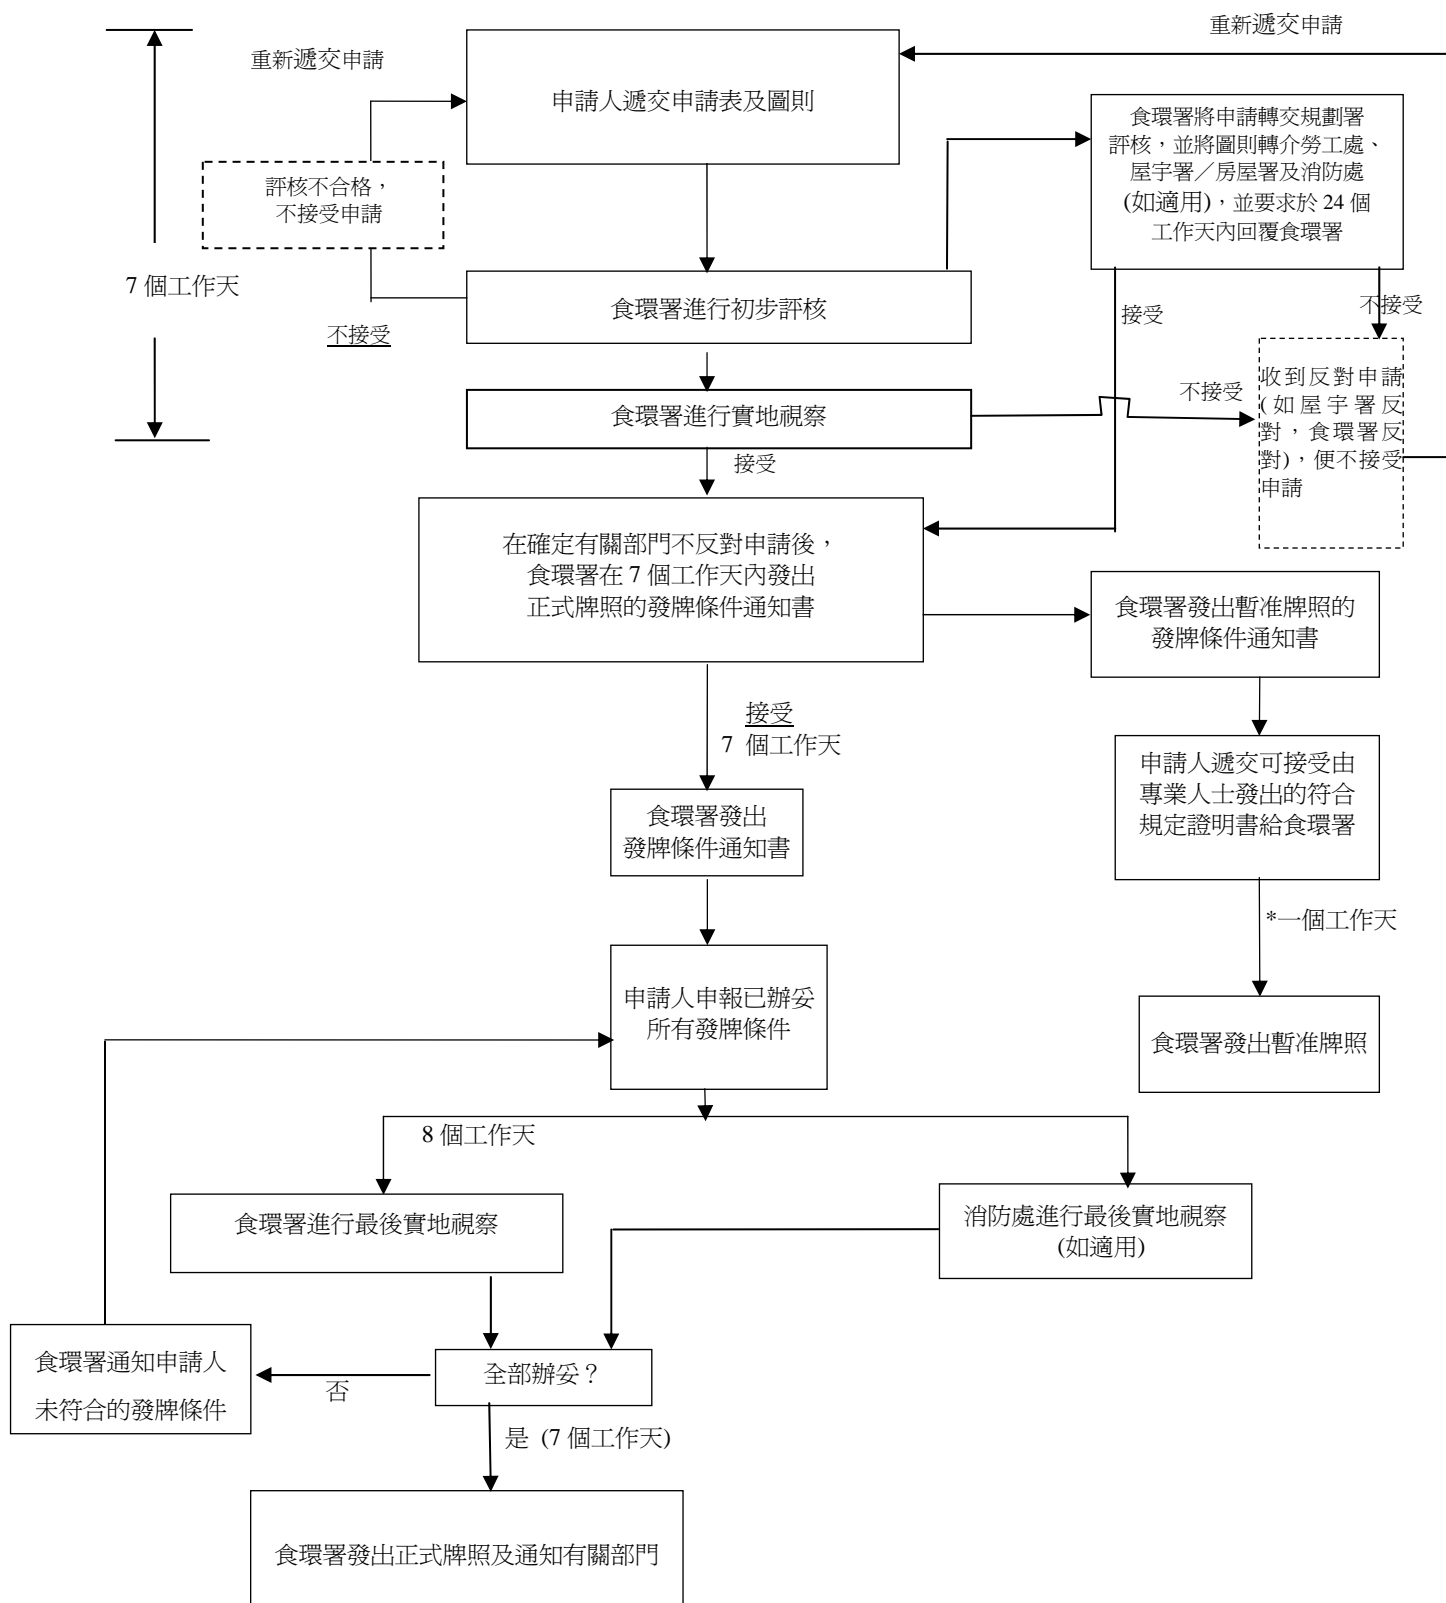 重新遞交申請
重新遞交申請
申請人遞交申請表及圖則
食環署將申請轉交規劃署
評核，並將圖則轉介勞工處、
屋宇署／房屋署及消防處
(如適用)，並要求於 24 個
工作天內回覆食環署
評核不合格，
不接受申請
7 個工作天
食環署進行初步評核
不接受
接受
不接受
食環署進行實地視察
不接受
收到反對申請
(如屋宇署反
對，食環署反
對)，便不接受
申請
接受
在確定有關部門不反對申請後，
食環署在 7 個工作天內發出
正式牌照的發牌條件通知書
食環署發出暫准牌照的
發牌條件通知書
接受
7 個工作天
申請人遞交可接受由
專業人士發出的符合
規定證明書給食環署
食環署發出
發牌條件通知書
*一個工作天
申請人申報已辦妥
所有發牌條件
食環署發出暫准牌照
8 個工作天
食環署進行最後實地視察
消防處進行最後實地視察
(如適用)
全部辦妥？
食環署通知申請人
未符合的發牌條件
否
是 (7 個工作天)
食環署發出正式牌照及通知有關部門